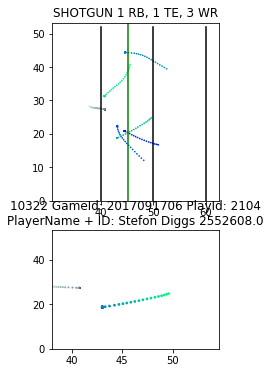 SHOTGUN 1 RB, 1 TE, 3 WR
50
40
30
20
10
0
40 50 60
10322 GameId: 2017091706 PlayId: 2104
PlayerName + ID: Stefon Diggs 2552608.0
40
20
0
40 45 50